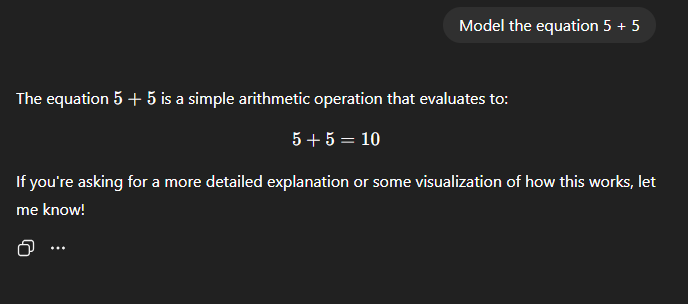 Model the equation 5 + 5
The equation 5 + 5 is a simple arithmetic operation that evaluates to:
5 + 5 = 10
If you're asking for a more detailed explanation or some visualization of how this works, let
me know!